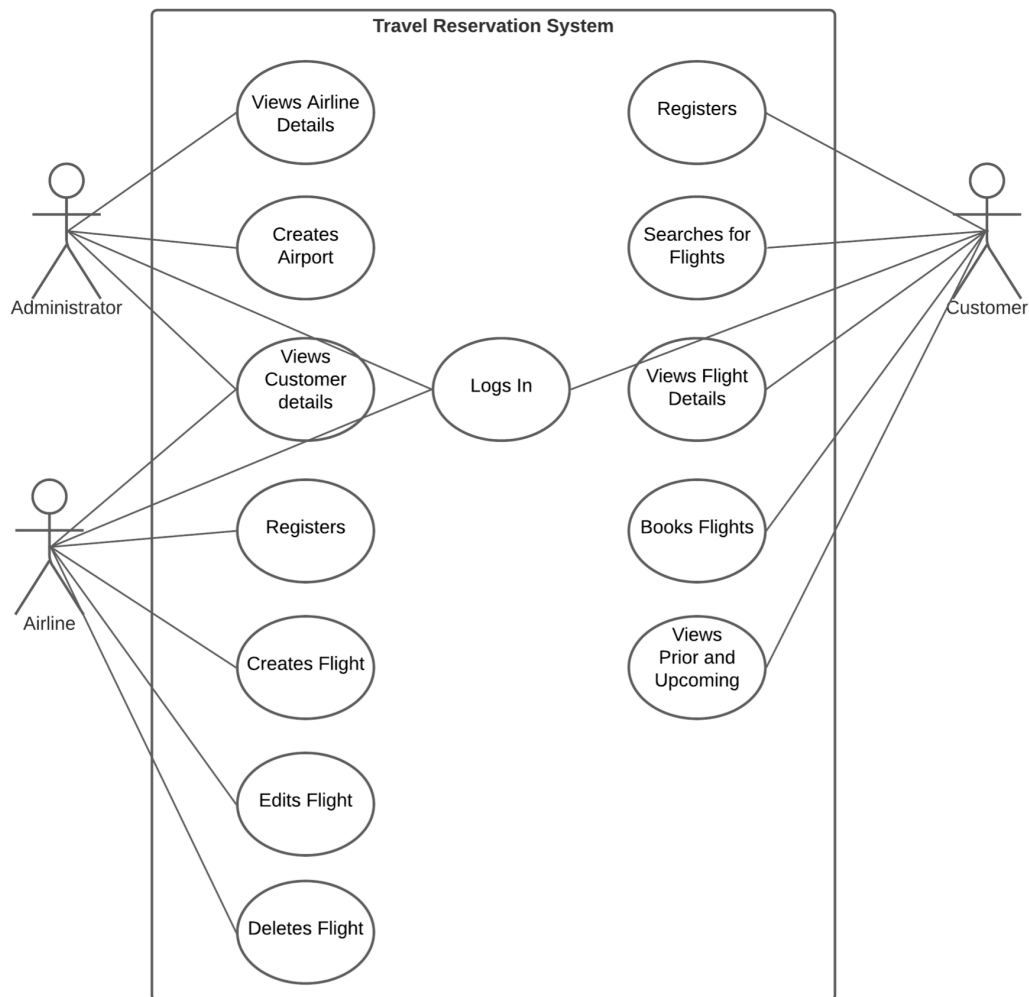 Travel Reservation System
Views Airline
Details
Registers
Creates
Airport
Searches for
Flights
Administrator
Customer
Views
Customer
details
Logs In
Views Flight
Details
Registers
Books Flights
Airline
Creates Flight
Views
Prior and
Upcoming
Edits Flight
Deletes Flight